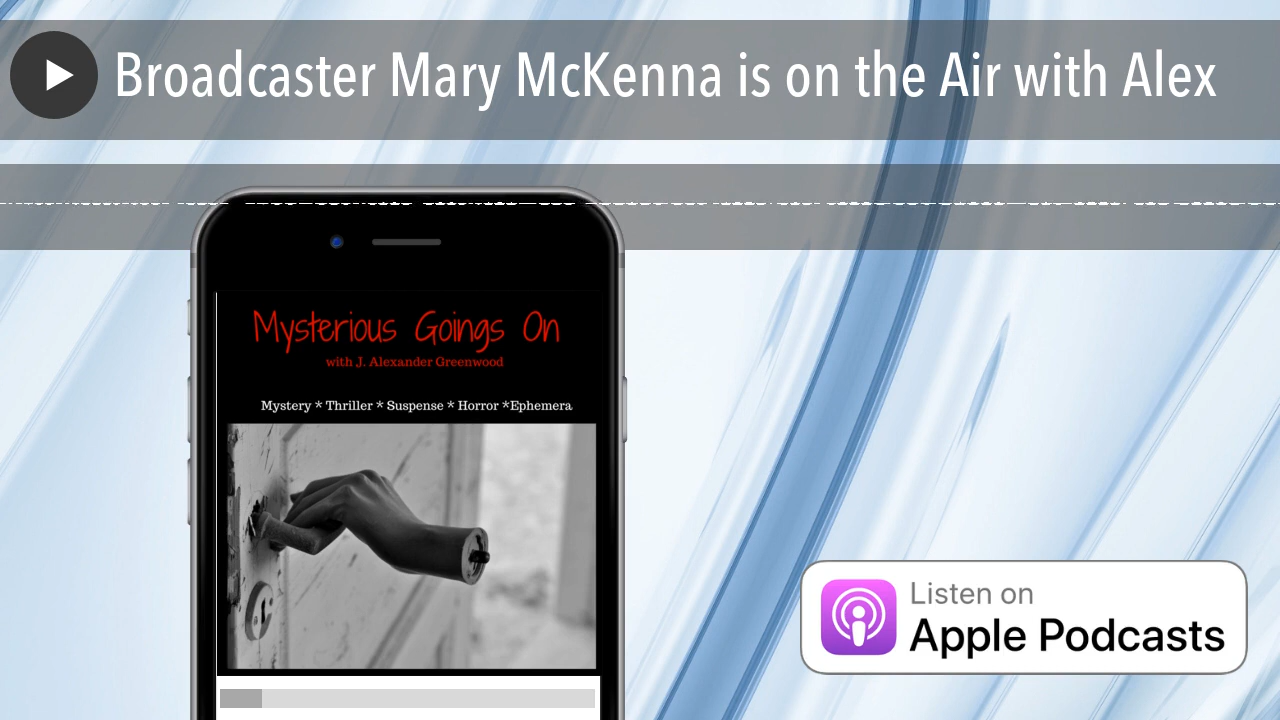 Broadcaster Mary McKenna is on the Air with Alex
Mysterious Goings On
with J. Alexander Greenwood
Mystery * Thriller * Suspense * Horror *Ephemera
Listen on
Apple Podcasts